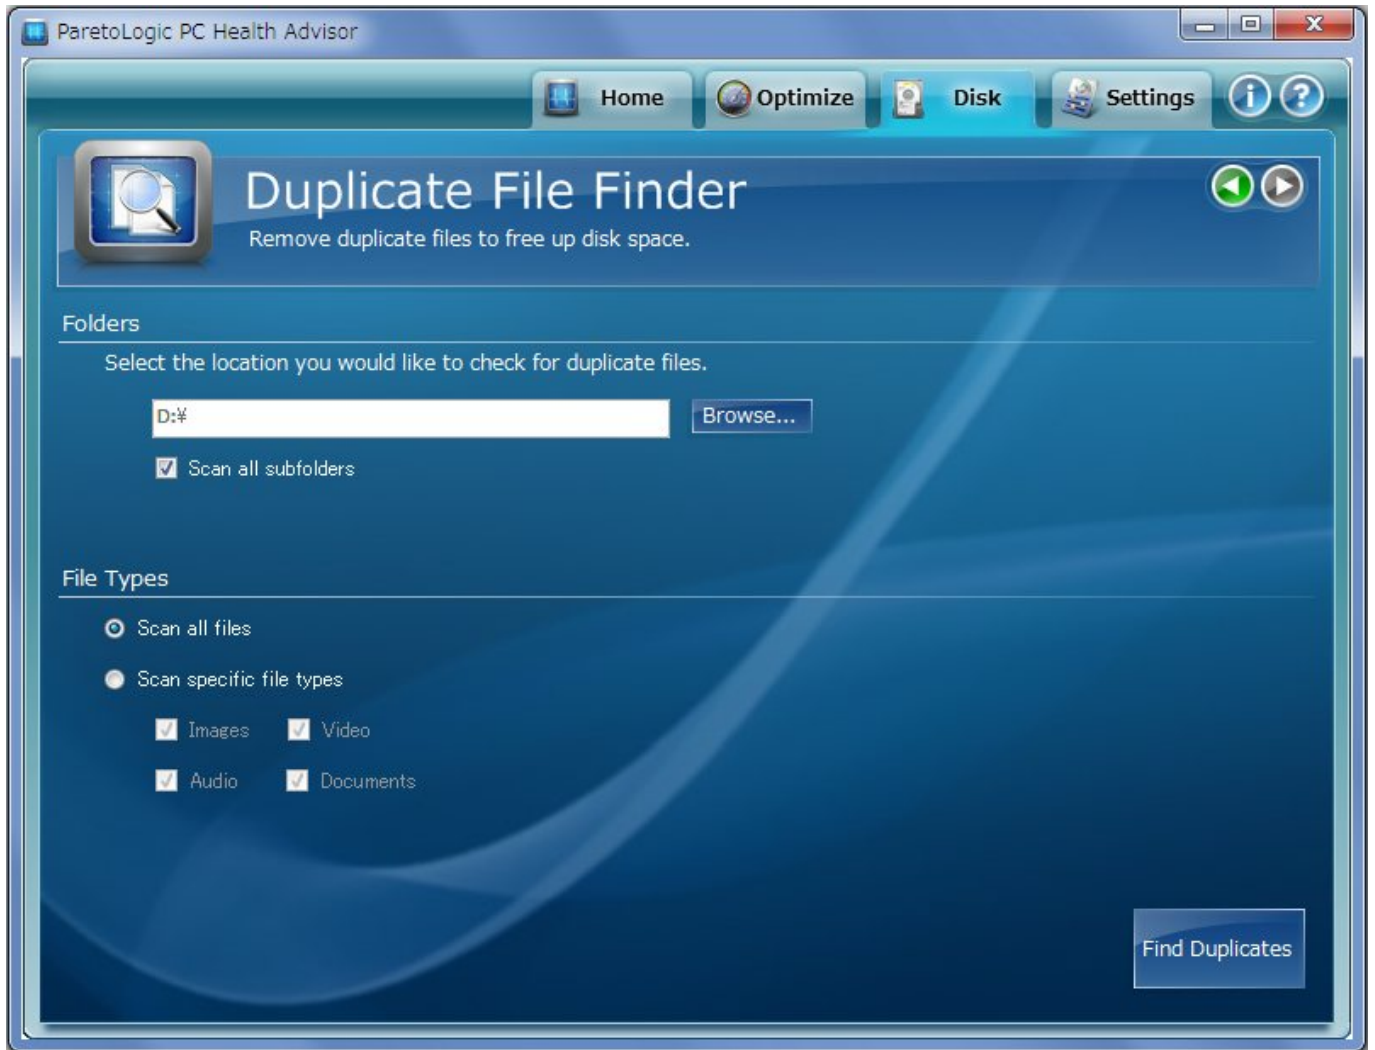 ParetoLogic PC Health Advisor
Home Optimize Disk Settings
Duplicate File Finder
Remove duplicate files to free up disk space.
Folders
Select the location you would like to check for duplicate files.
D:¥ Browse...
Scan all subfolders
File Types
Scan all files
Scan specific file types
Images Video
Audio Documents
Find Duplicates